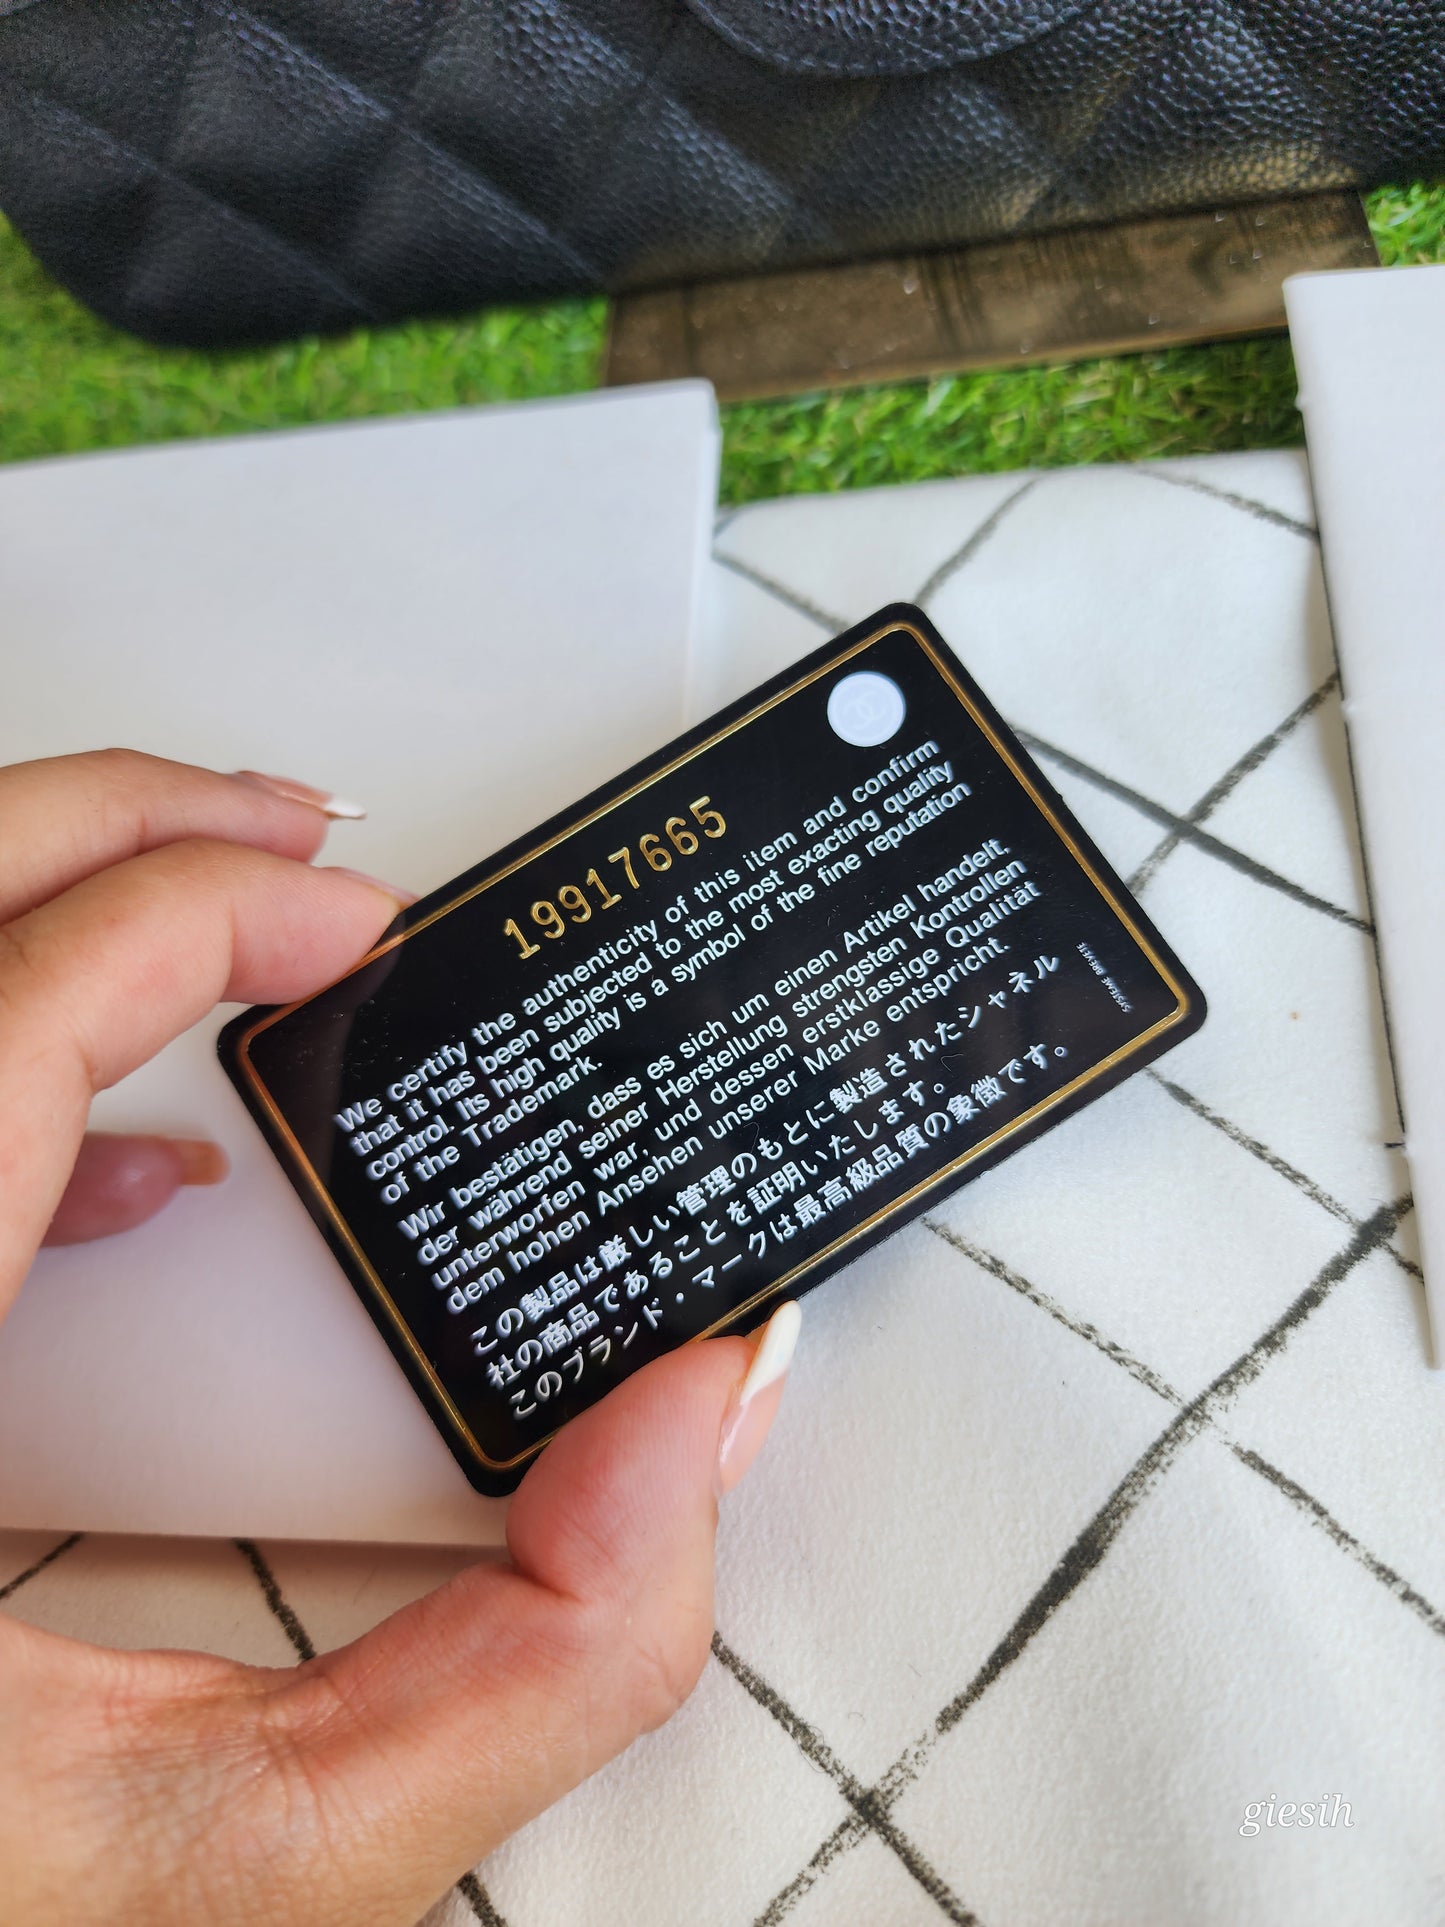 19917665
We certify the authenticity of this item and confirm
that it has been subjected to the most exacting quality
control. Its high quality is a symbol of the fine reputation
of the Trademark.
Wir bestätigen, dass es sich um einen Artikel handelt,
der während seiner Herstellung strengsten Kontrollen
unterworfen war, und dessen erstklassige Qualität
dem hohen Ansehen unserer Marke entspricht.
この製品は厳しい管理のもとに製造されたシャネル
社の商品であることを証明いたします。
このブランド・マークは最高級品質の象徴です。
SYSTEME BREVETE
giesih